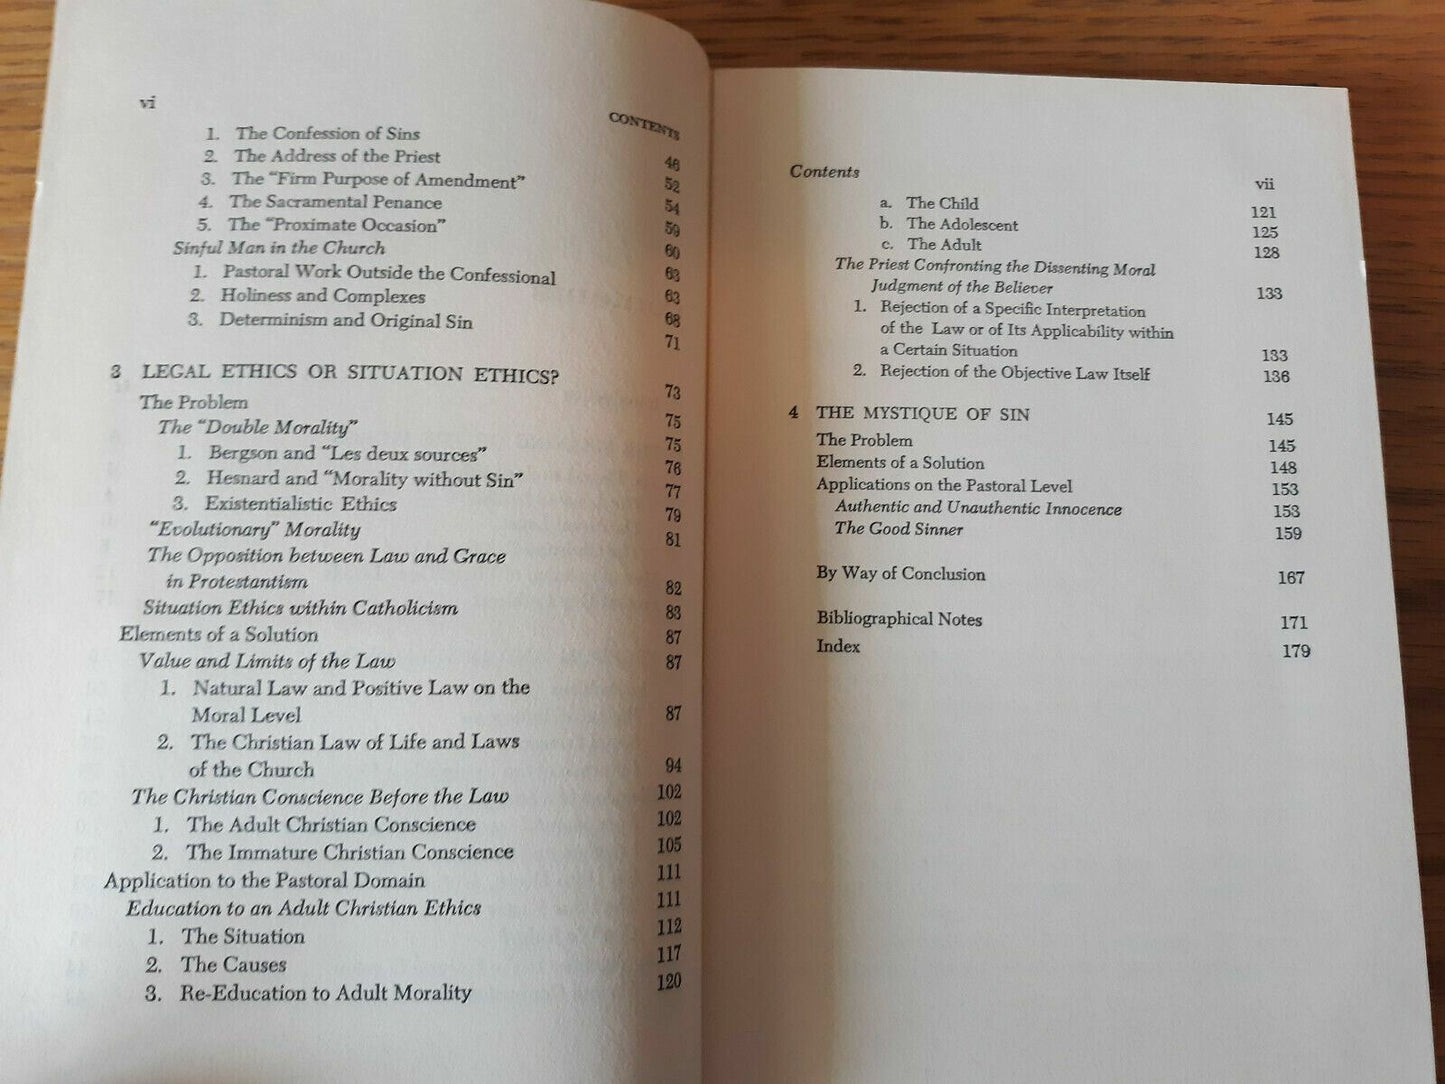 vi CONTENTS
1. The Confession of Sins 46
2. The Address of the Priest 52
3. The “Firm Purpose of Amendment” 54
4. The Sacramental Penance 59
5. The “Proximate Occasion” 60
Sinful Man in the Church 63
1. Pastoral Work Outside the Confessional 63
2. Holiness and Complexes 68
3. Determinism and Original Sin 71
3 LEGAL ETHICS OR SITUATION ETHICS? 73
The Problem 75
The “Double Morality” 75
1. Bergson and “Les deux sources” 76
2. Hesnard and “Morality without Sin” 77
3. Existentialistic Ethics 79
“Evolutionary” Morality 81
The Opposition between Law and Grace
in Protestantism 82
Situation Ethics within Catholicism 83
Elements of a Solution 87
Value and Limits of the Law 87
1. Natural Law and Positive Law on the
Moral Level 87
2. The Christian Law of Life and Laws
of the Church 94
The Christian Conscience Before the Law 102
1. The Adult Christian Conscience 102
2. The Immature Christian Conscience 105
Application to the Pastoral Domain 111
Education to an Adult Christian Ethics 111
1. The Situation 112
2. The Causes 117
3. Re-Education to Adult Morality 120
Contents vii
a. The Child 121
b. The Adolescent 125
c. The Adult 128
The Priest Confronting the Dissenting Moral
Judgment of the Believer 133
1. Rejection of a Specific Interpretation
of the Law or of Its Applicability within
a Certain Situation 133
2. Rejection of the Objective Law Itself 136
4 THE MYSTIQUE OF SIN 145
The Problem 145
Elements of a Solution 148
Applications on the Pastoral Level 153
Authentic and Unauthentic Innocence 153
The Good Sinner 159
By Way of Conclusion 167
Bibliographical Notes 171
Index 179